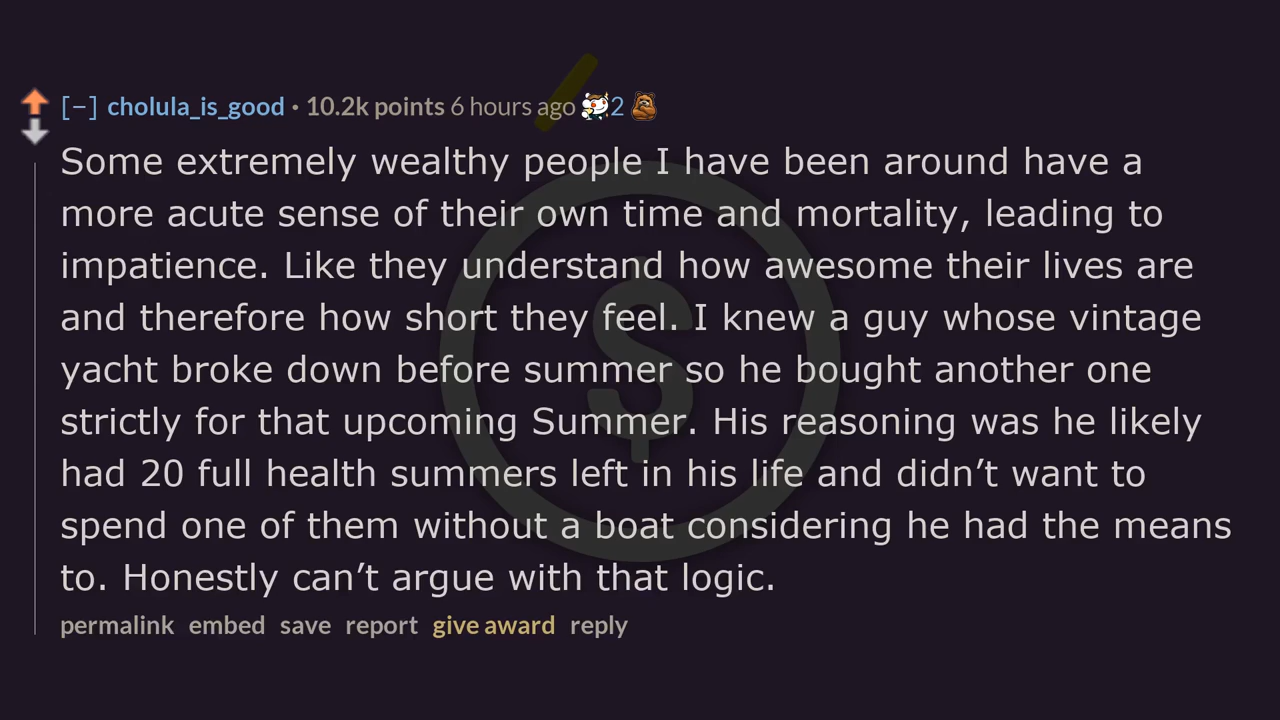 [−] cholula_is_good • 10.2k points 6 hours ago 2
Some extremely wealthy people I have been around have a
more acute sense of their own time and mortality, leading to
impatience. Like they understand how awesome their lives are
and therefore how short they feel. I knew a guy whose vintage
yacht broke down before summer so he bought another one
strictly for that upcoming Summer. His reasoning was he likely
had 20 full health summers left in his life and didn’t want to
spend one of them without a boat considering he had the means
to. Honestly can’t argue with that logic.
permalink embed save report give award reply